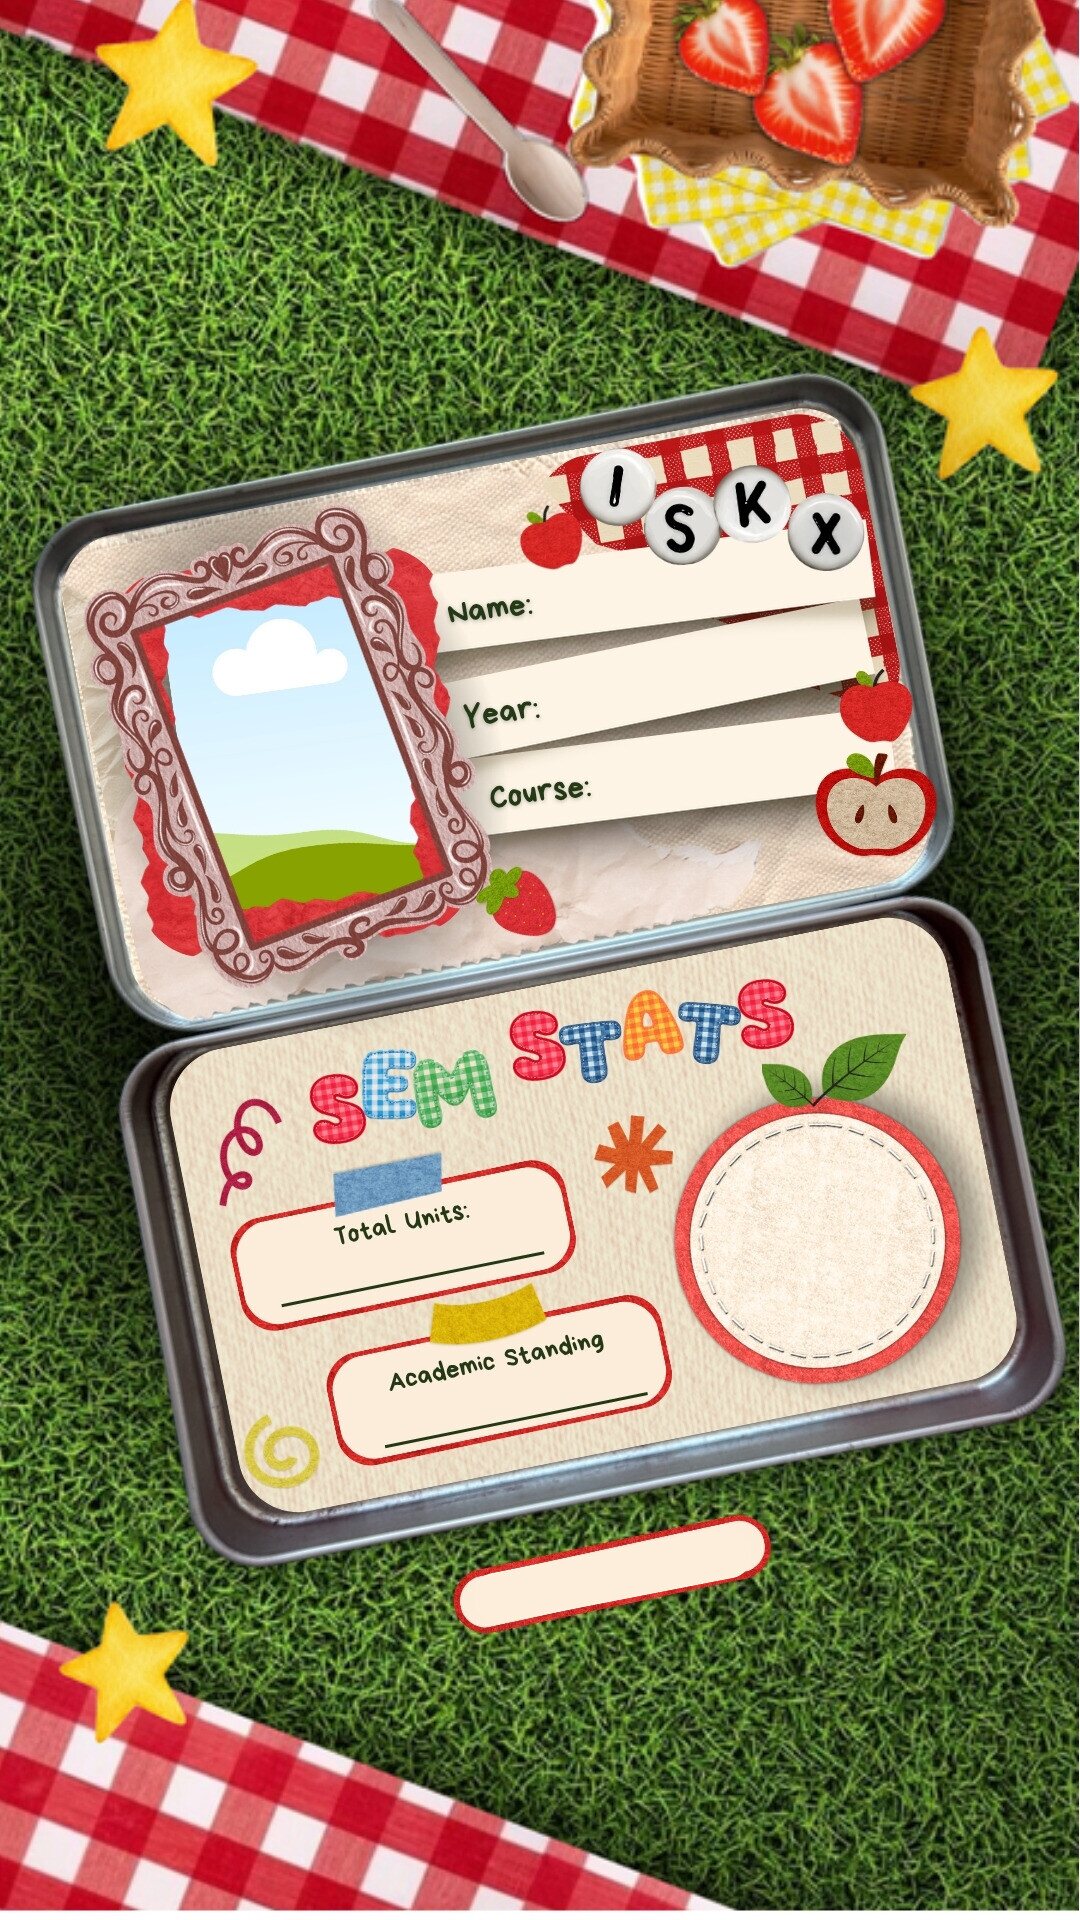 ISKX
Name:
Year:
Course:
SEM STATS
Total Units:
Academic Standing